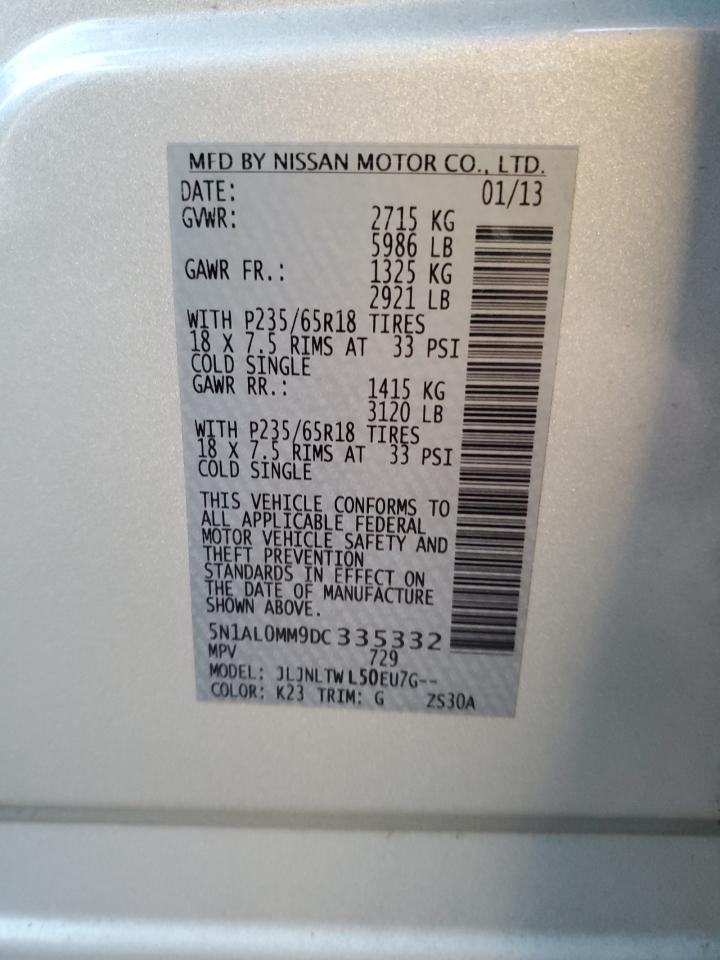 MFD BY NISSAN MOTOR CO., LTD.
DATE: 01/13
GVWR: 2715 KG
5986 LB
GAWR FR.: 1325 KG
2921 LB
WITH P235/65R18 TIRES
18 X 7.5 RIMS AT 33 PSI
COLD SINGLE
GAWR RR.: 1415 KG
3120 LB
WITH P235/65R18 TIRES
18 X 7.5 RIMS AT 33 PSI
COLD SINGLE
THIS VEHICLE CONFORMS TO
ALL APPLICABLE FEDERAL
MOTOR VEHICLE SAFETY AND
THEFT PREVENTION
STANDARDS IN EFFECT ON
THE DATE OF MANUFACTURE
SHOWN ABOVE.
5N1AL0MM9DC335332
MPV 729
MODEL: JLJNLTWL50EU7G--
COLOR: K23 TRIM: G ZS30A